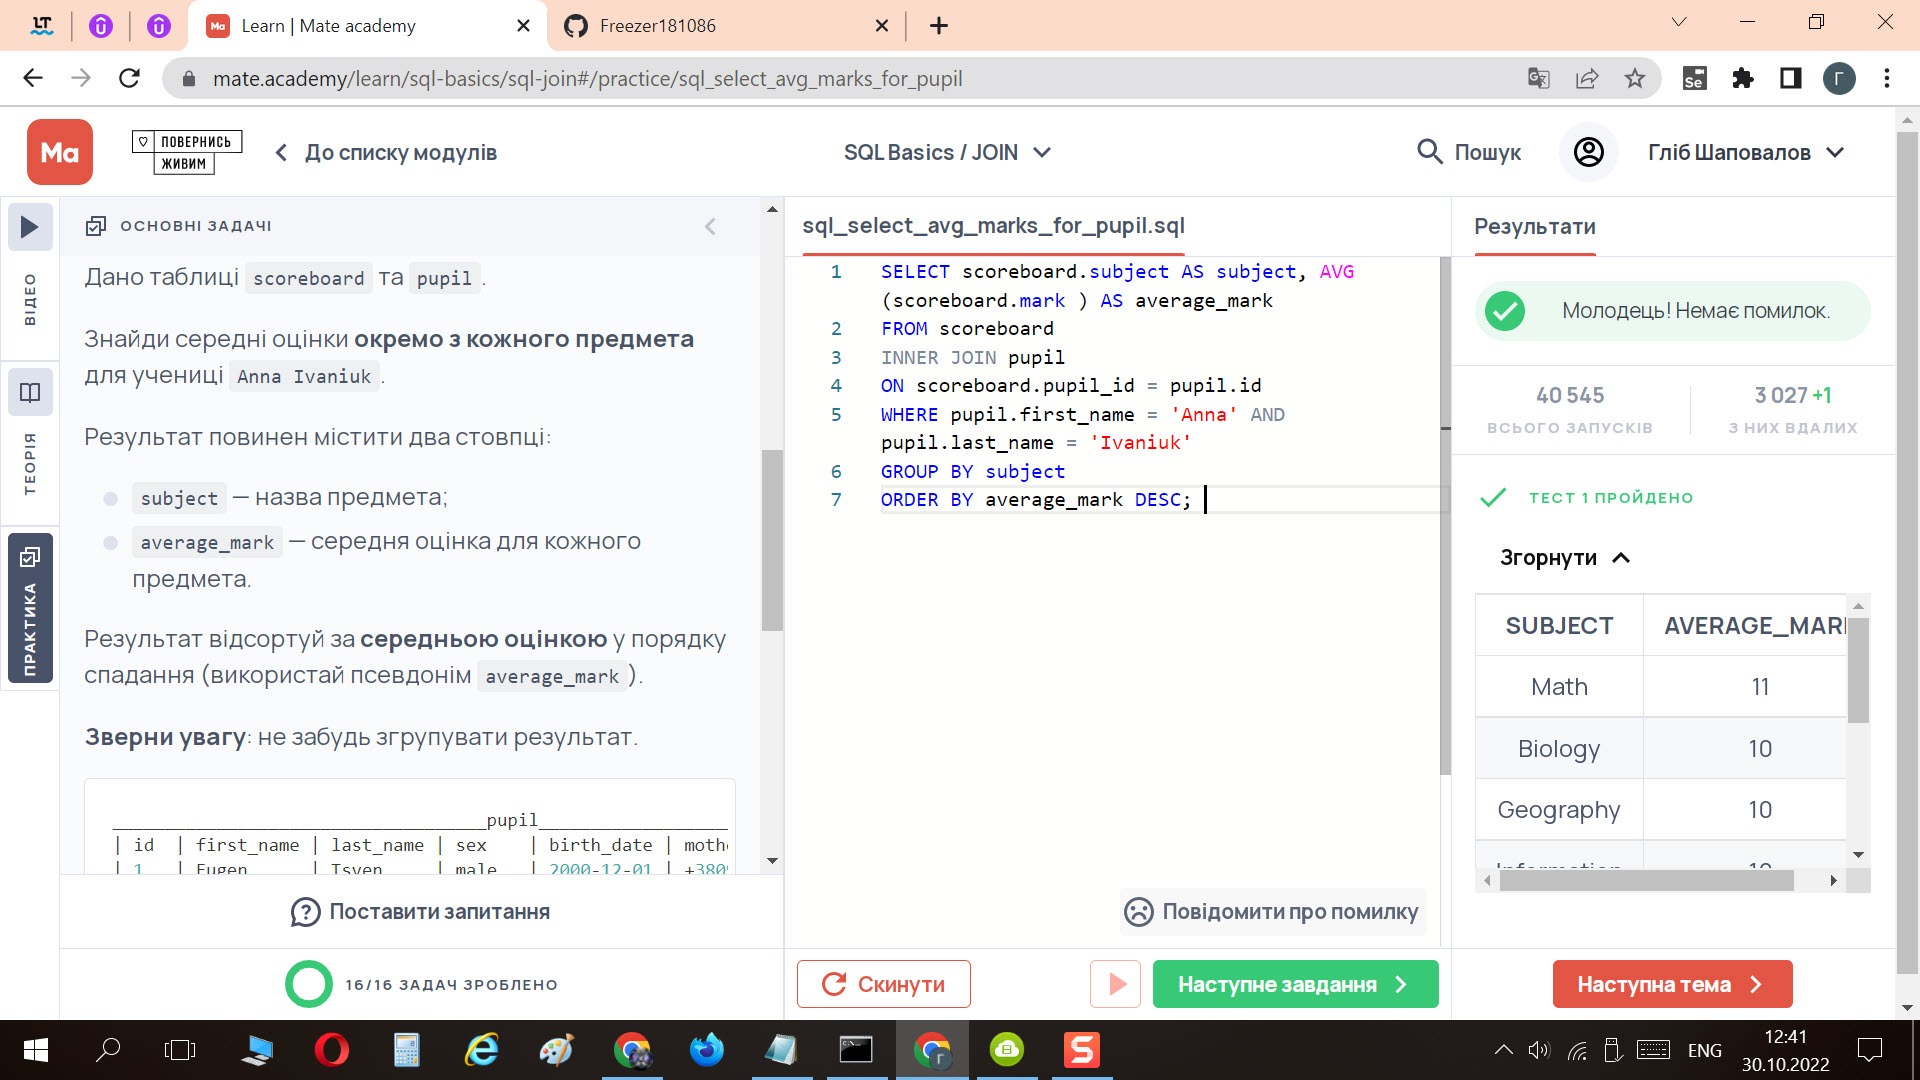 Learn | Mate academy
Freezer181086
mate.academy/learn/sql-basics/sql-join#/practice/sql_select_avg_marks_for_pupil
Ma
ПОВЕРНИСЬ
ЖИВИМ
До списку модулів
SQL Basics / JOIN
Пошук
Гліб Шаповалов
ВІДЕО
ТЕОРІЯ
ПРАКТИКА
ОСНОВНІ ЗАДАЧІ
Дано таблиці scoreboard та pupil.
Знайди середні оцінки окремо з кожного предмета
для учениці Anna Ivaniuk.
Результат повинен містити два стовпці:
subject — назва предмета;
average_mark — середня оцінка для кожного
предмета.
Результат відсортуй за середньою оцінкою у порядку
спадання (використай псевдонім average_mark).
Зверни увагу: не забудь згрупувати результат.
pupil
| id | first_name | last_name | sex | birth_date |
| 1 | Eugen | Tsven | male | 2000-12-01 |
Поставити запитання
16/16 ЗАДАЧ ЗРОБЛЕНО
sql_select_avg_marks_for_pupil.sql
1 SELECT scoreboard.subject AS subject, AVG
(scoreboard.mark ) AS average_mark
2 FROM scoreboard
3 INNER JOIN pupil
4 ON scoreboard.pupil_id = pupil.id
5 WHERE pupil.first_name = 'Anna' AND
pupil.last_name = 'Ivaniuk'
6 GROUP BY subject
7 ORDER BY average_mark DESC;
Повідомити про помилку
Скинути
Наступне завдання
Результати
Молодець! Немає помилок.
40 545
ВСЬОГО ЗАПУСКІВ
3 027 +1
З НИХ ВДАЛИХ
ТЕСТ 1 ПРОЙДЕНО
Згорнути
SUBJECT AVERAGE_MARK
Math 11
Biology 10
Geography 10
Наступна тема
ENG
12:41
30.10.2022